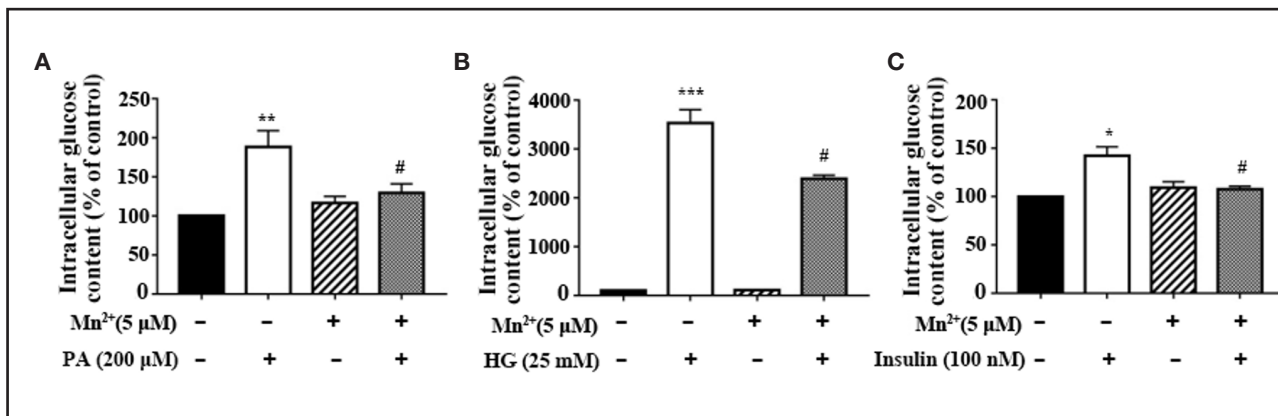 A
Intracellular glucose
content (% of control)
250
200
150
100
50
0
**
#
Mn²⁺(5 μM) – – + +
PA (200 μM) – + – +
B
Intracellular glucose
content (% of control)
4000
3000
2000
1000
0
***
#
Mn²⁺(5 μM) – – + +
HG (25 mM) – + – +
C
Intracellular glucose
content (% of control)
200
150
100
50
0
*
#
Mn²⁺(5 μM) – – + +
Insulin (100 nM) – + – +